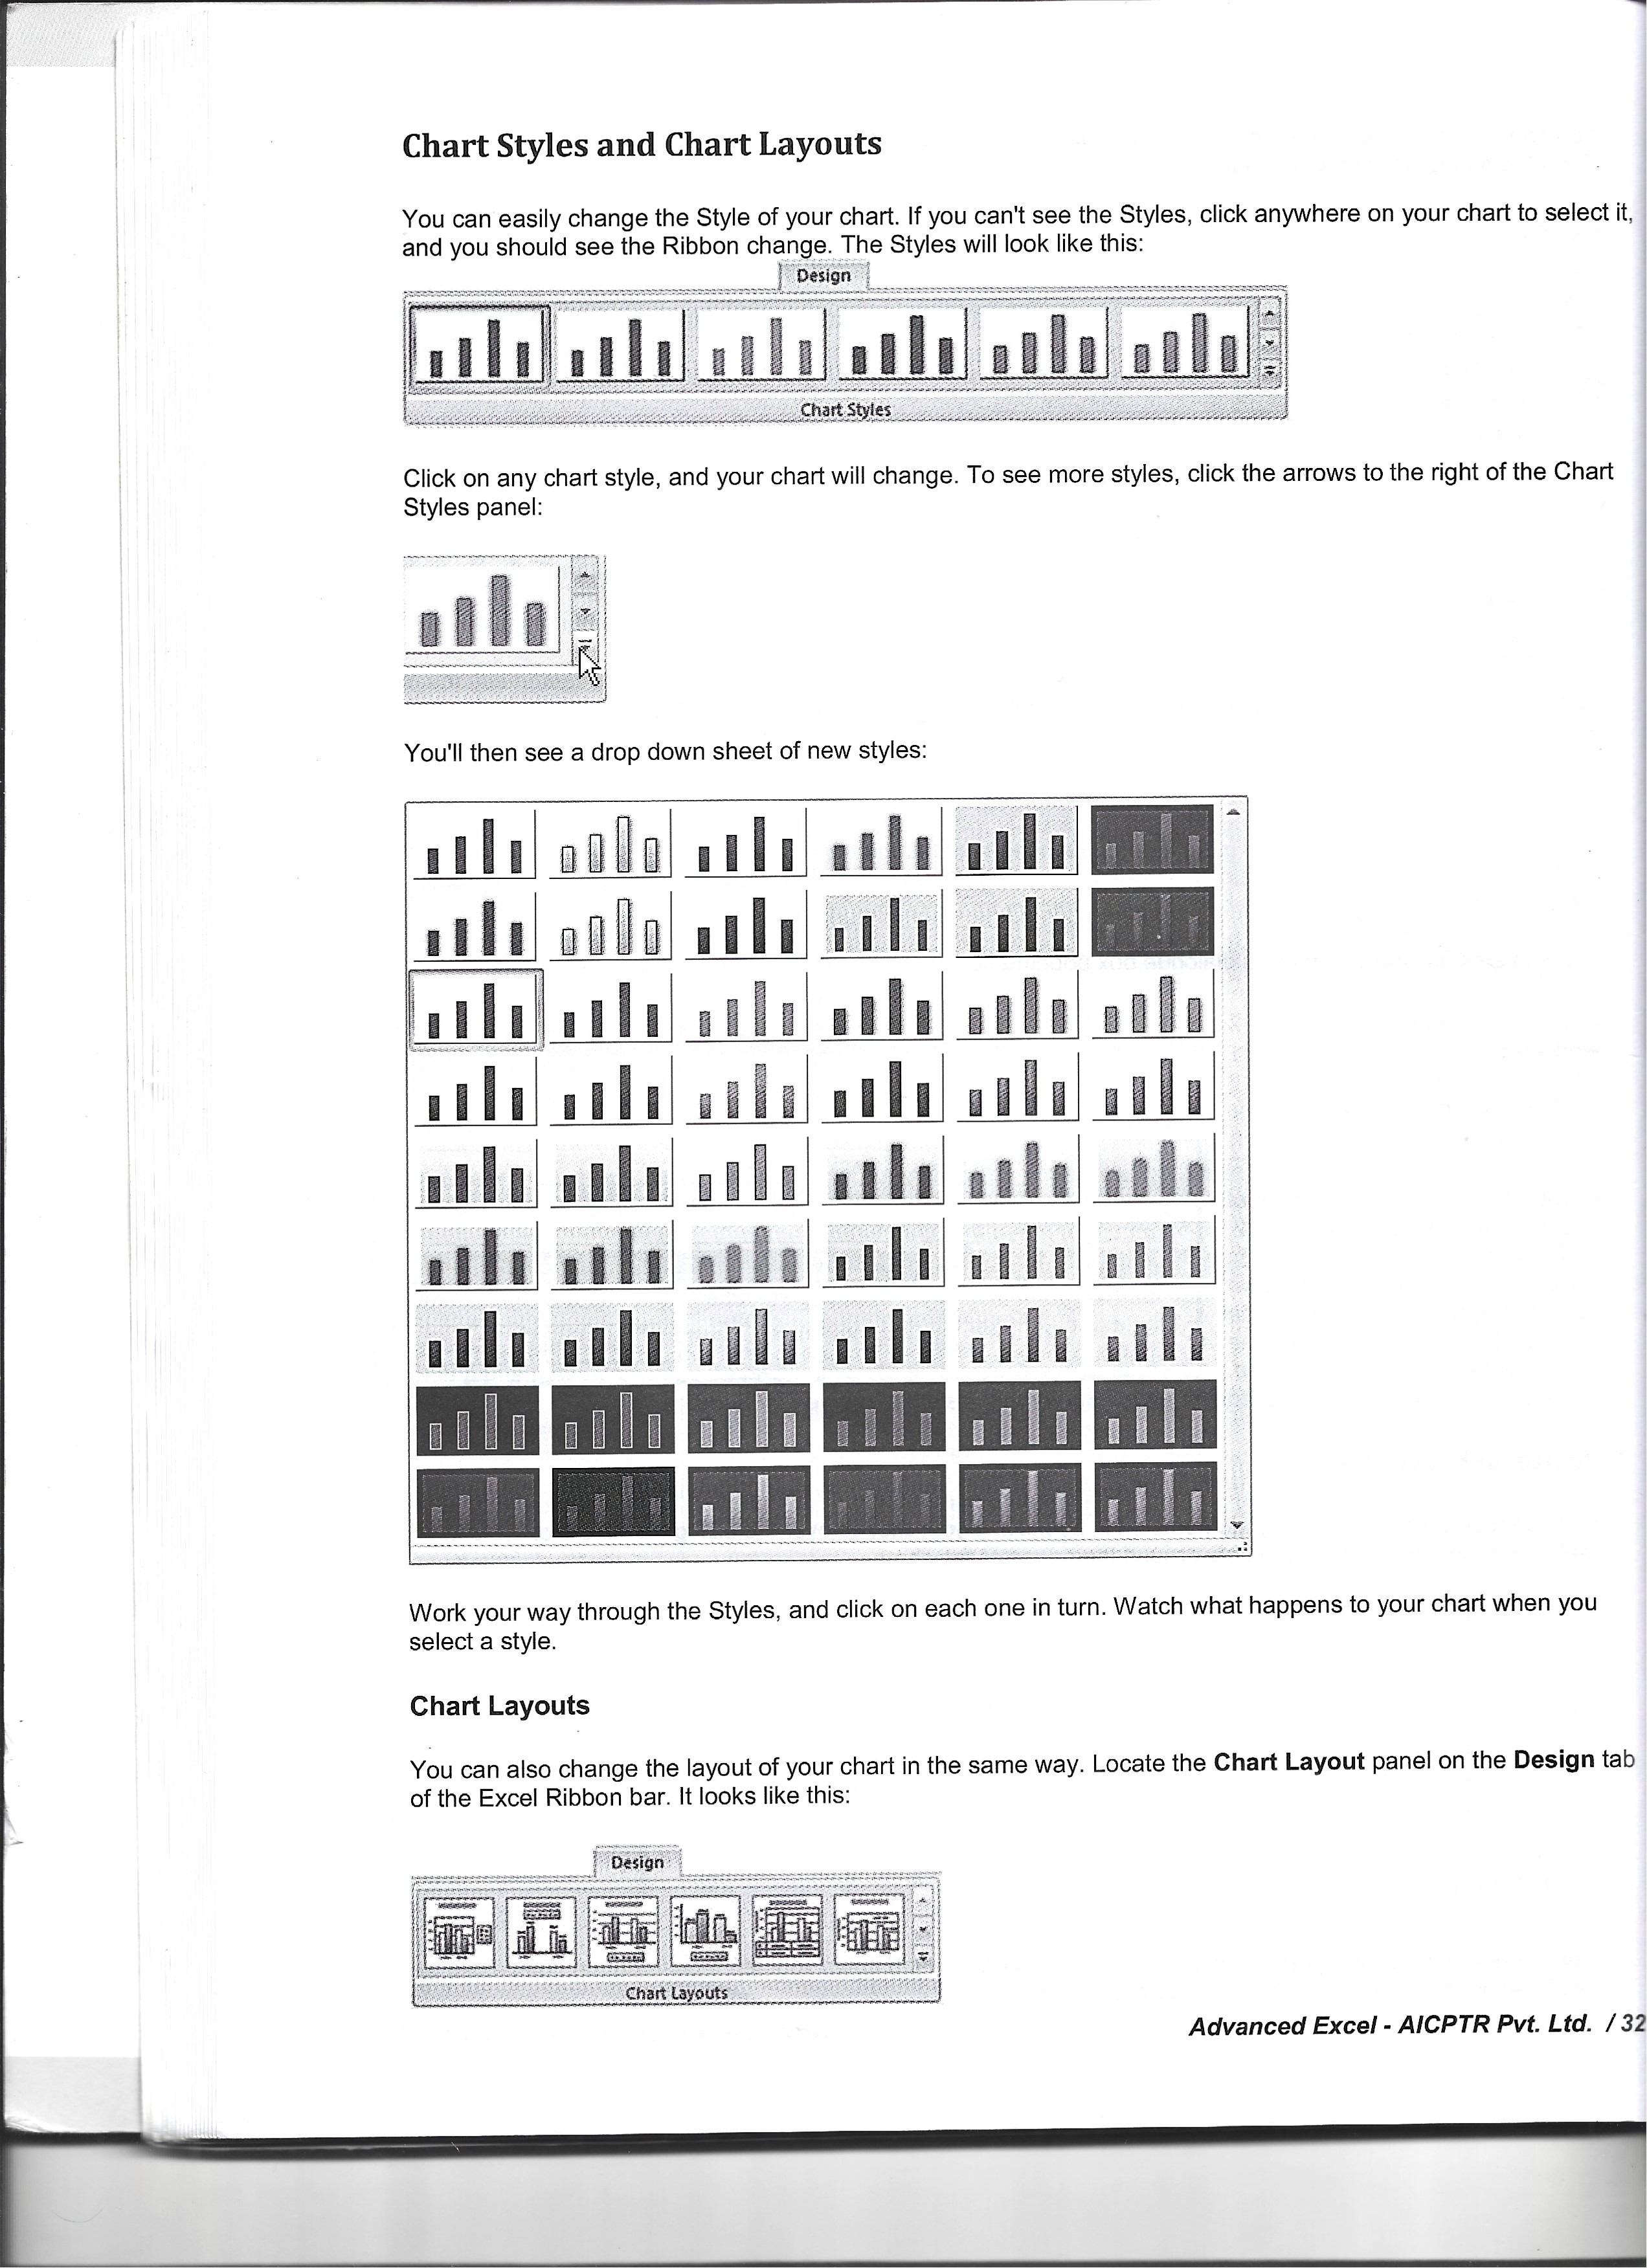 Chart Styles and Chart Layouts
You can easily change the Style of your chart. If you can't see the Styles, click anywhere on your chart to select it,
and you should see the Ribbon change. The Styles will look like this:
Design
Chart Styles
Click on any chart style, and your chart will change. To see more styles, click the arrows to the right of the Chart
Styles panel:
You'll then see a drop down sheet of new styles:
Work your way through the Styles, and click on each one in turn. Watch what happens to your chart when you
select a style.
Chart Layouts
You can also change the layout of your chart in the same way. Locate the Chart Layout panel on the Design tab
of the Excel Ribbon bar. It looks like this:
Design
Chart Layouts
Advanced Excel - AICPTR Pvt. Ltd. / 32